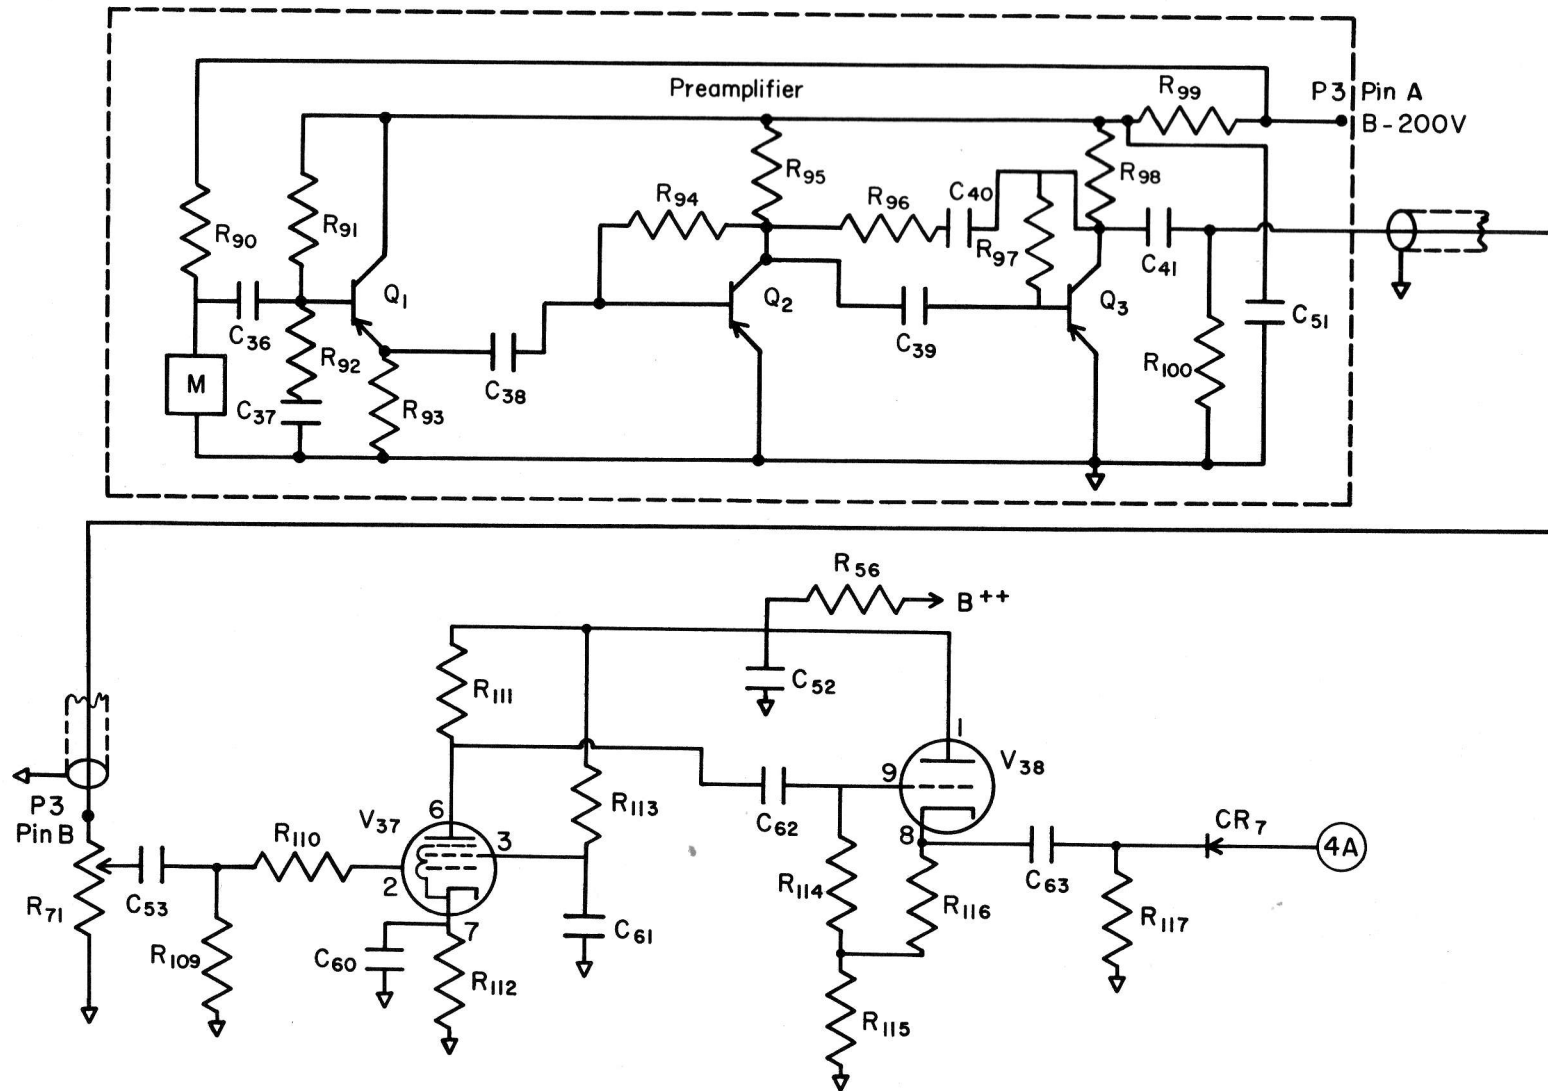 Preamplifier
R99
P3 Pin A
B-200V
R90
R91
C36
Q1
R92
M
C37
R93
C38
R94
R95
Q2
R96
C40
R97
C39
Q3
R98
C41
R100
C51
R56
B++
C52
R111
1
V38
9
P3
Pin B
V37
6
3
R113
C62
8
CR7
4A
R110
2
C53
R71
R109
C60
7
R112
C61
R114
R116
C63
R117
R115